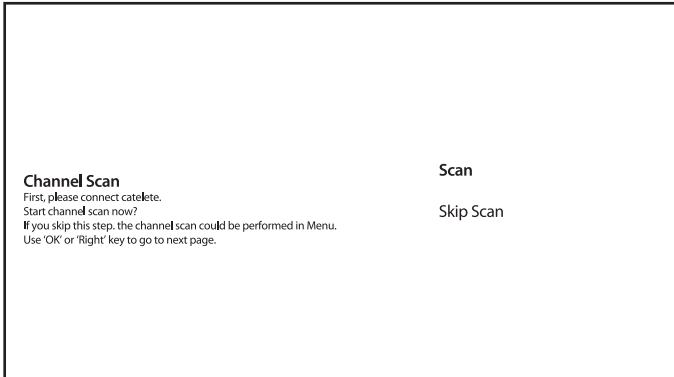 Channel Scan
First, please connect catelete.
Start channel scan now?
If you skip this step. the channel scan could be performed in Menu.
Use ‘OK’ or ‘Right’ key to go to next page.
Scan
Skip Scan